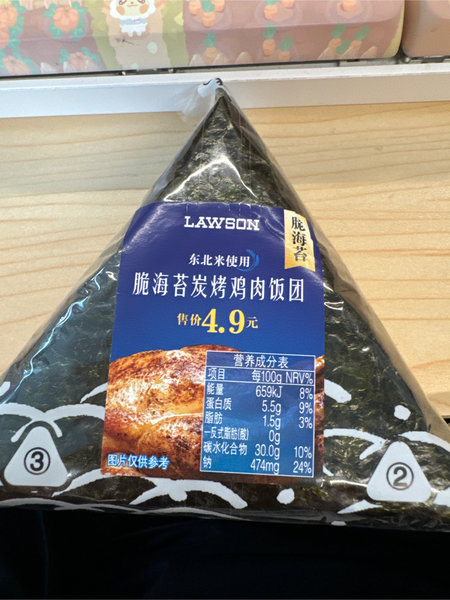 LAWSON
脆海苔
东北米使用
脆海苔炭烤鸡肉饭团
售价4.9元
营养成分表
项目 每100g NRV%
能量 659kJ 8%
蛋白质 5.5g 9%
脂肪 1.5g 3%
一反式脂肪(酸) 0g
碳水化合物 30.0g 10%
钠 474mg 24%
图片仅供参考
③
②